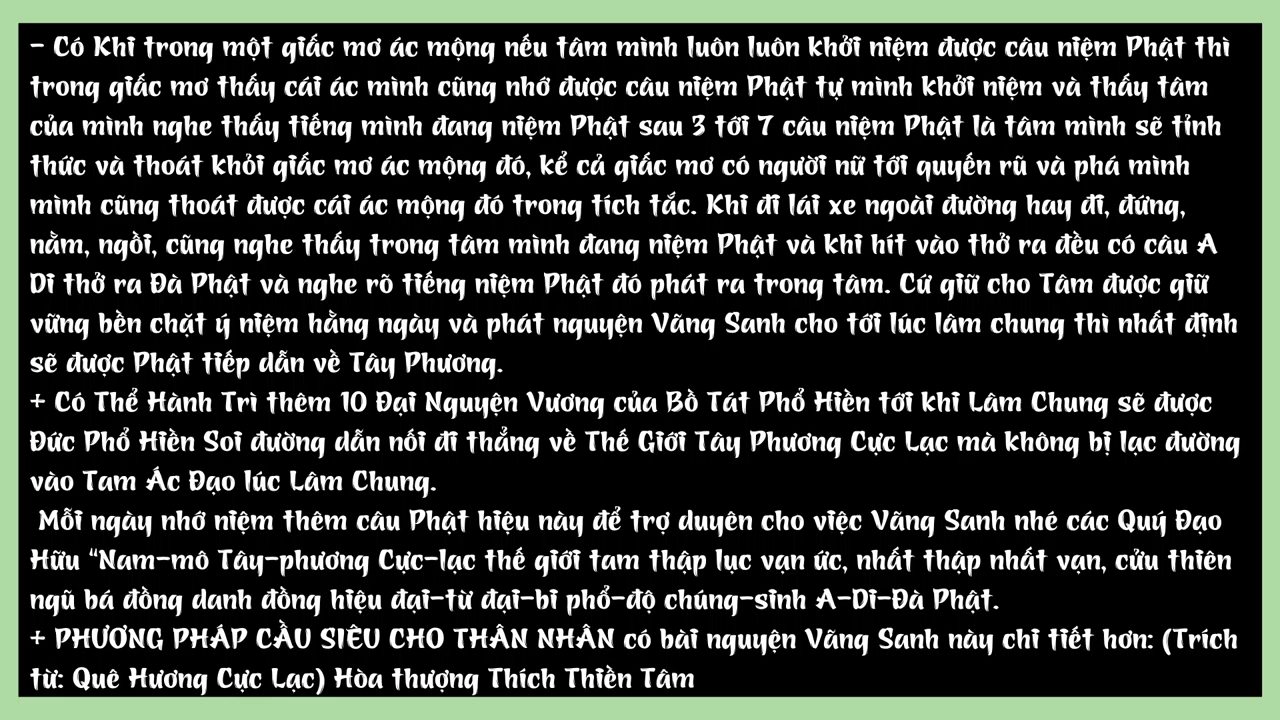 - Có Khi trong một giấc mơ ác mộng nếu tâm mình luôn luôn khởi niệm được câu niệm Phật thì
trong giấc mơ thấy cái ác mình cũng nhớ được câu niệm Phật tự mình khởi niệm và thấy tâm
của mình nghe thấy tiếng mình đang niệm Phật sau 3 tới 7 câu niệm Phật là tâm mình sẽ tỉnh
thức và thoát khỏi giấc mơ ác mộng đó, kể cả giấc mơ có người nữ tới quyến rũ và phá mình
mình cũng thoát được cái ác mộng đó trong tích tắc. Khi đi lái xe ngoài đường hay đi, đứng,
nằm, ngồi, cũng nghe thấy trong tâm mình đang niệm Phật và khi hít vào thở ra đều có câu A
Di thở ra Đà Phật và nghe rõ tiếng niệm Phật đó phát ra trong tâm. Cứ giữ cho Tâm được giữ
vững bền chặt ý niệm hằng ngày và phát nguyện Vãng Sanh cho tới lúc lâm chung thì nhất định
sẽ được Phật tiếp dẫn về Tây Phương.
+ Có Thể Hành Trì thêm 10 Đại Nguyện Vương của Bồ Tát Phổ Hiền tới khi Lâm Chung sẽ được
Đức Phổ Hiền Soi đường dẫn nối đi thẳng về Thế Giới Tây Phương Cực Lạc mà không bị lạc đường
vào Tam Ác Đạo lúc Lâm Chung.
Mỗi ngày nhớ niệm thêm câu Phật hiệu này để trợ duyên cho việc Vãng Sanh nhé các Quý Đạo
Hữu "Nam-mô Tây-phương Cực-lạc thế giới tam thập lục vạn ức, nhất thập nhất vạn, cửu thiên
ngũ bá đồng danh đồng hiệu đại-từ đại-bi phổ-độ chúng-sinh A-Di-Đà Phật.
+ PHƯƠNG PHÁP CẦU SIÊU CHO THÂN NHÂN có bài nguyện Vãng Sanh này chi tiết hơn: (Trích
từ: Quê Hương Cực Lạc) Hòa thượng Thích Thiền Tâm